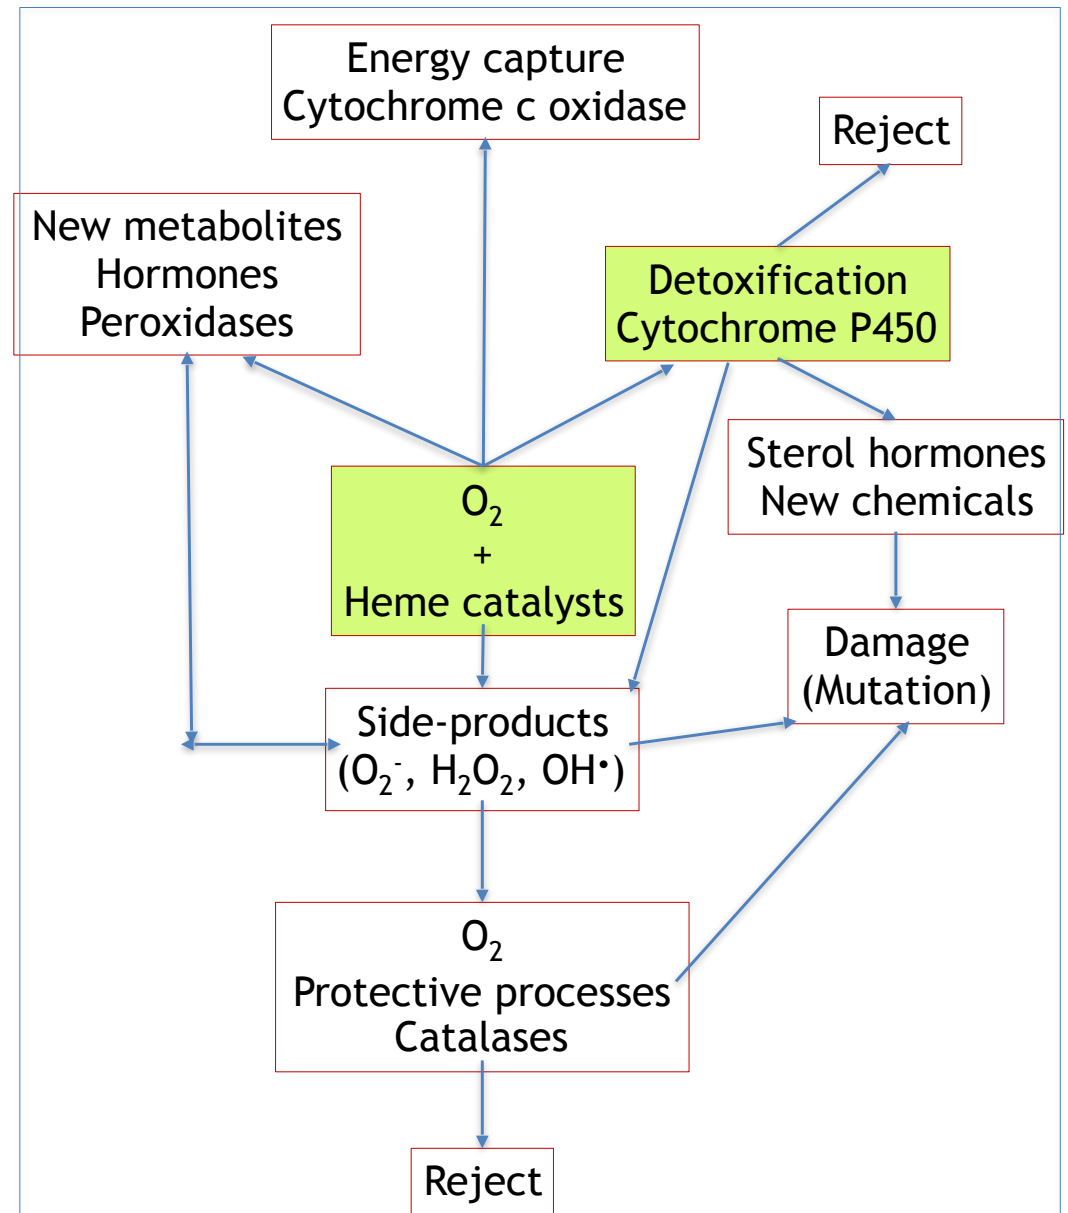 Energy capture
Cytochrome c oxidase
Reject
New metabolites
Hormones
Peroxidases
Detoxification
Cytochrome P450
Sterol hormones
New chemicals
O₂
+
Heme catalysts
Damage
(Mutation)
Side-products
(O₂⁻, H₂O₂, OH•)
O₂
Protective processes
Catalases
Reject